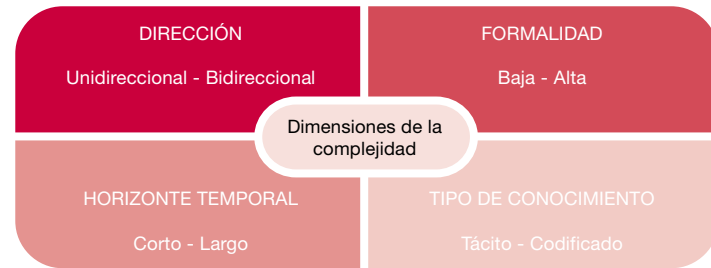 DIRECCIÓN
Unidireccional - Bidireccional
FORMALIDAD
Baja - Alta
Dimensiones de la
complejidad
HORIZONTE TEMPORAL
Corto - Largo
TIPO DE CONOCIMIENTO
Tácito - Codificado